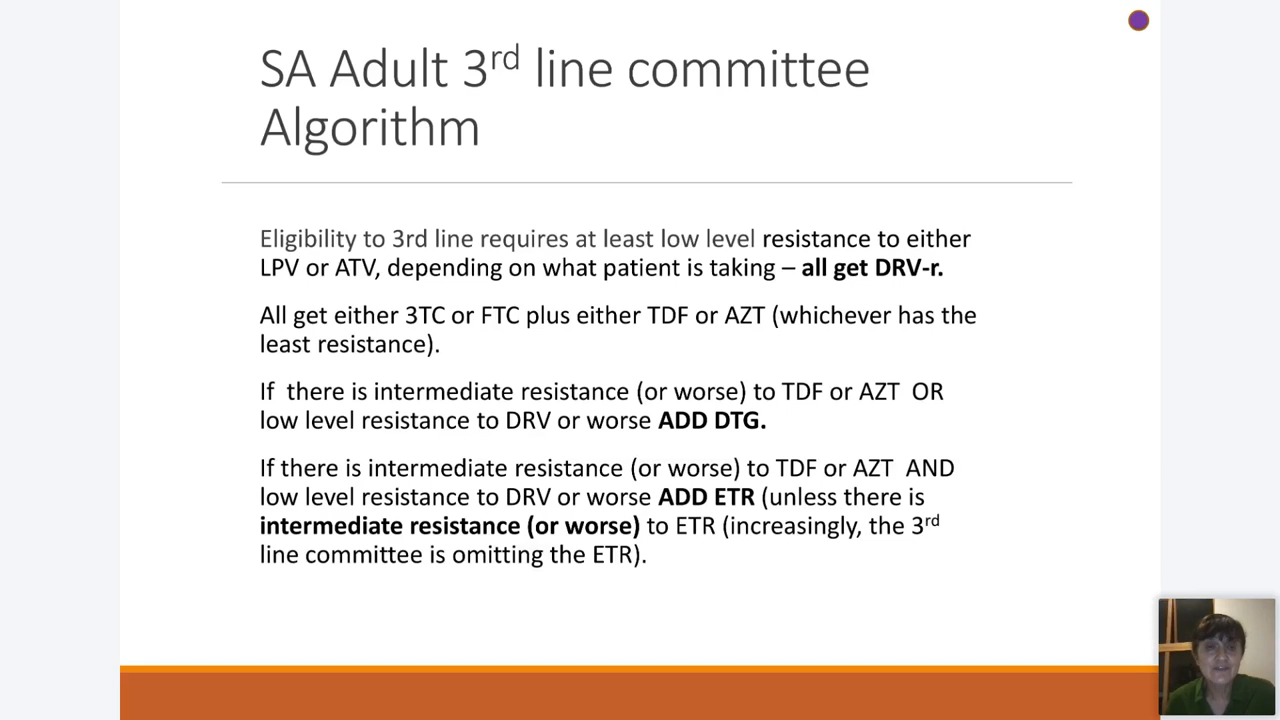 SA Adult 3rd line committee
Algorithm
Eligibility to 3rd line requires at least low level resistance to either
LPV or ATV, depending on what patient is taking – all get DRV-r.
All get either 3TC or FTC plus either TDF or AZT (whichever has the
least resistance).
If there is intermediate resistance (or worse) to TDF or AZT OR
low level resistance to DRV or worse ADD DTG.
If there is intermediate resistance (or worse) to TDF or AZT AND
low level resistance to DRV or worse ADD ETR (unless there is
intermediate resistance (or worse) to ETR (increasingly, the 3rd
line committee is omitting the ETR).